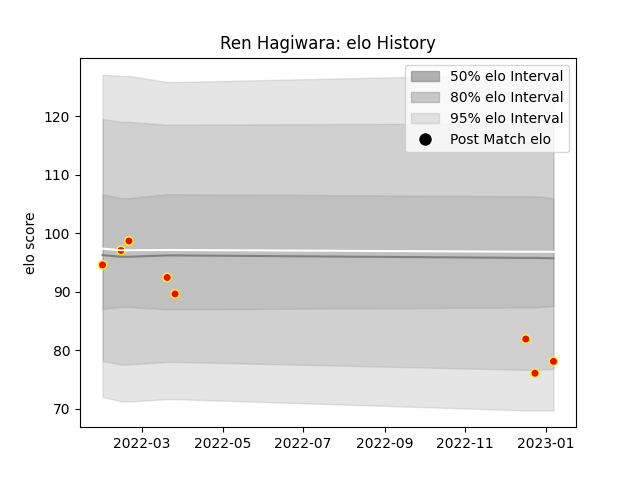 Ren Hagiwara: elo History
50% elo Interval
80% elo Interval
95% elo Interval
Post Match elo
elo score
120
110
100
90
80
70
2022-03
2022-05
2022-07
2022-09
2022-11
2023-01